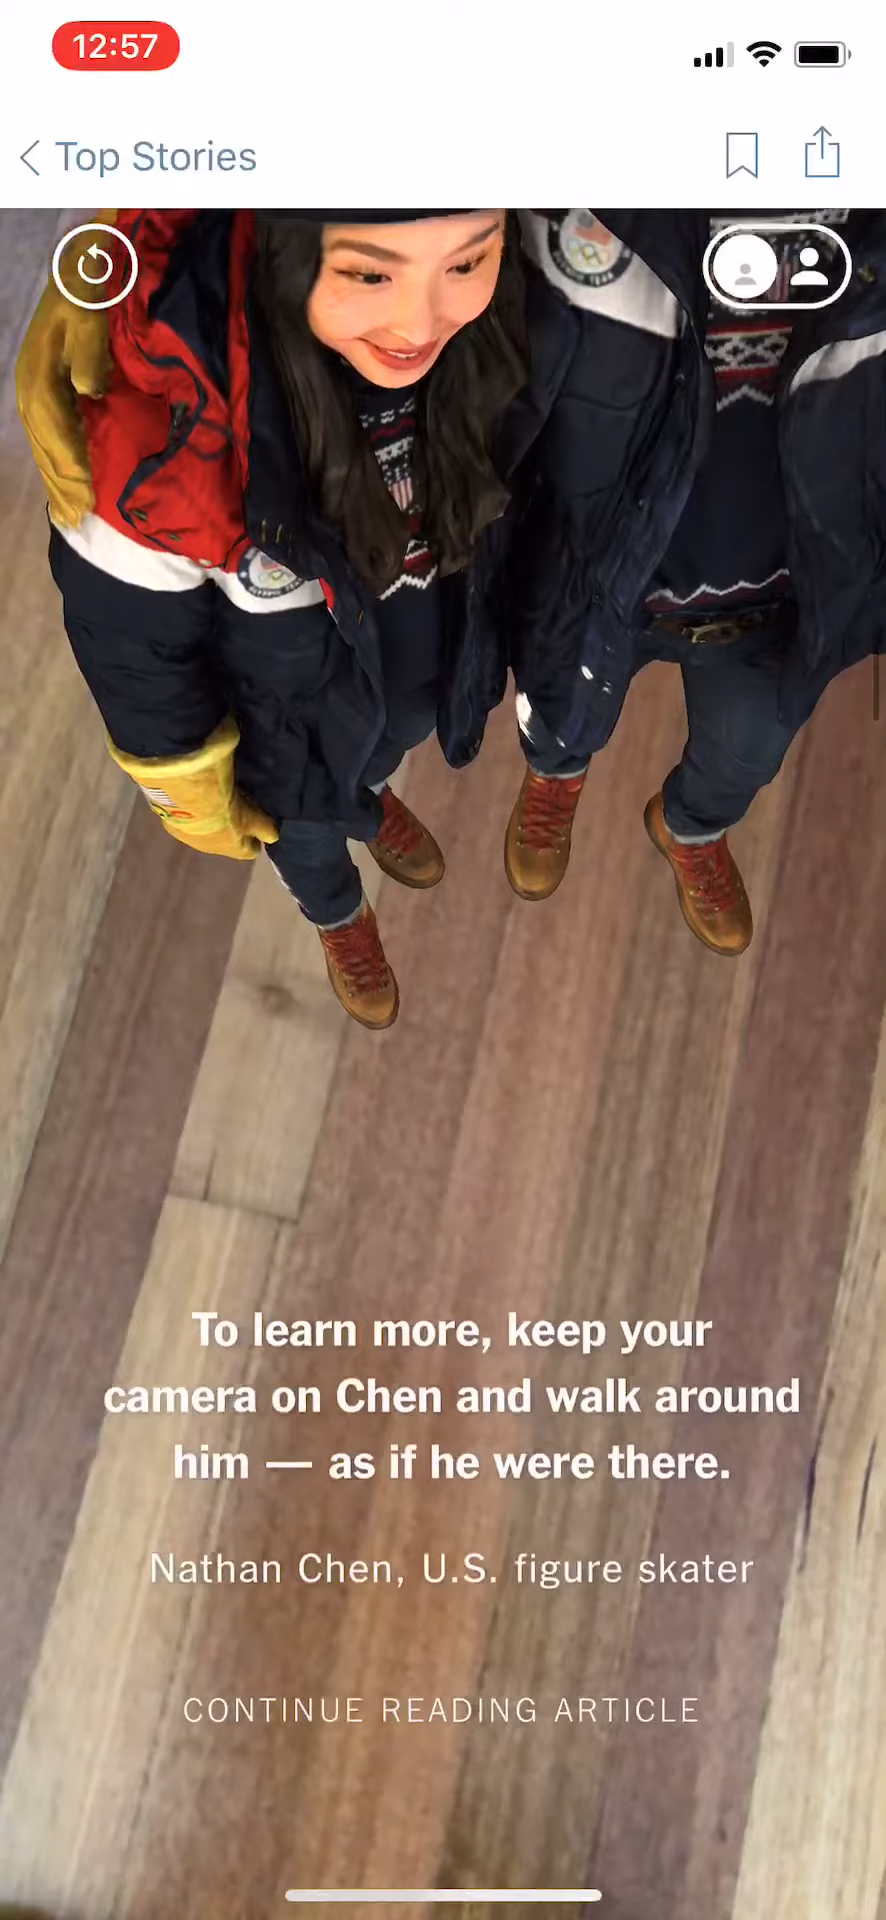 12:57
Top Stories
To learn more, keep your
camera on Chen and walk around
him — as if he were there.
Nathan Chen, U.S. figure skater
CONTINUE READING ARTICLE